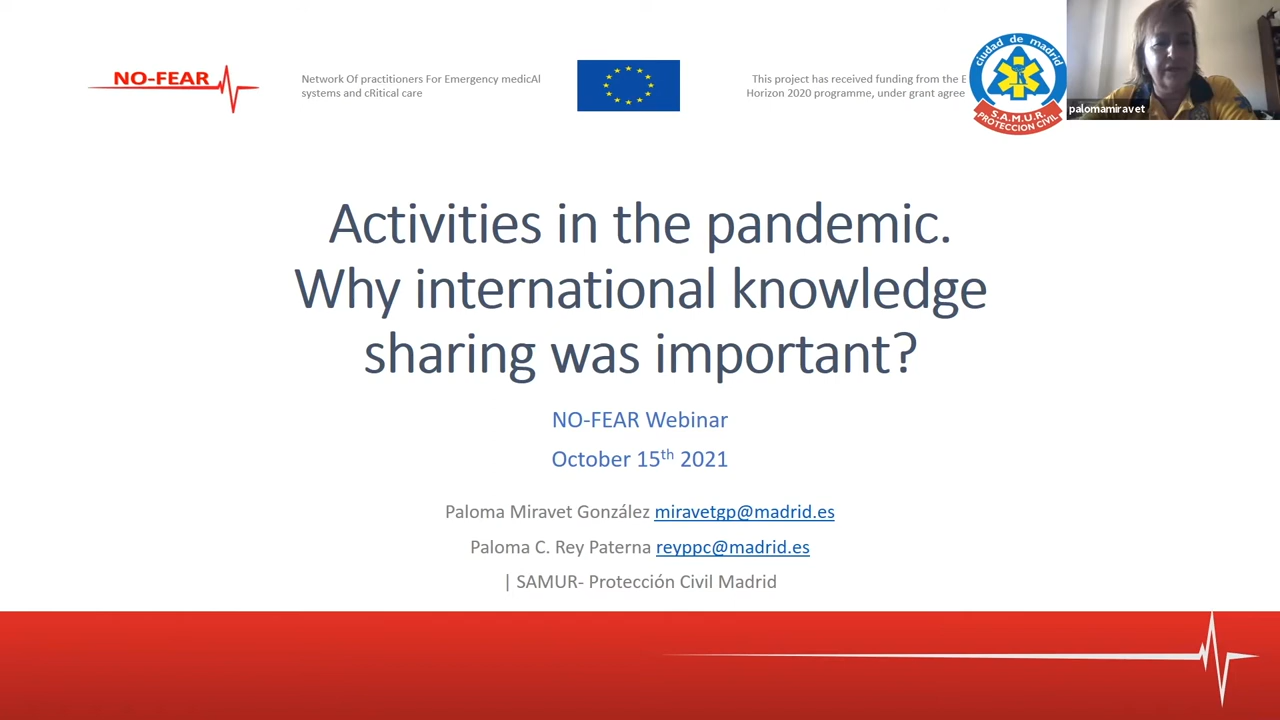 NO-FEAR
Network Of practitioners For Emergency medicAl
systems and cRitical care
This project has received funding from the E
Horizon 2020 programme, under grant agree
ciudad de madrid
S.A.M.U.R.
PROTECCION CIVIL
palomamiravet
Activities in the pandemic.
Why international knowledge
sharing was important?
NO-FEAR Webinar
October 15th 2021
Paloma Miravet González miravetgp@madrid.es
Paloma C. Rey Paterna reyppc@madrid.es
| SAMUR- Protección Civil Madrid